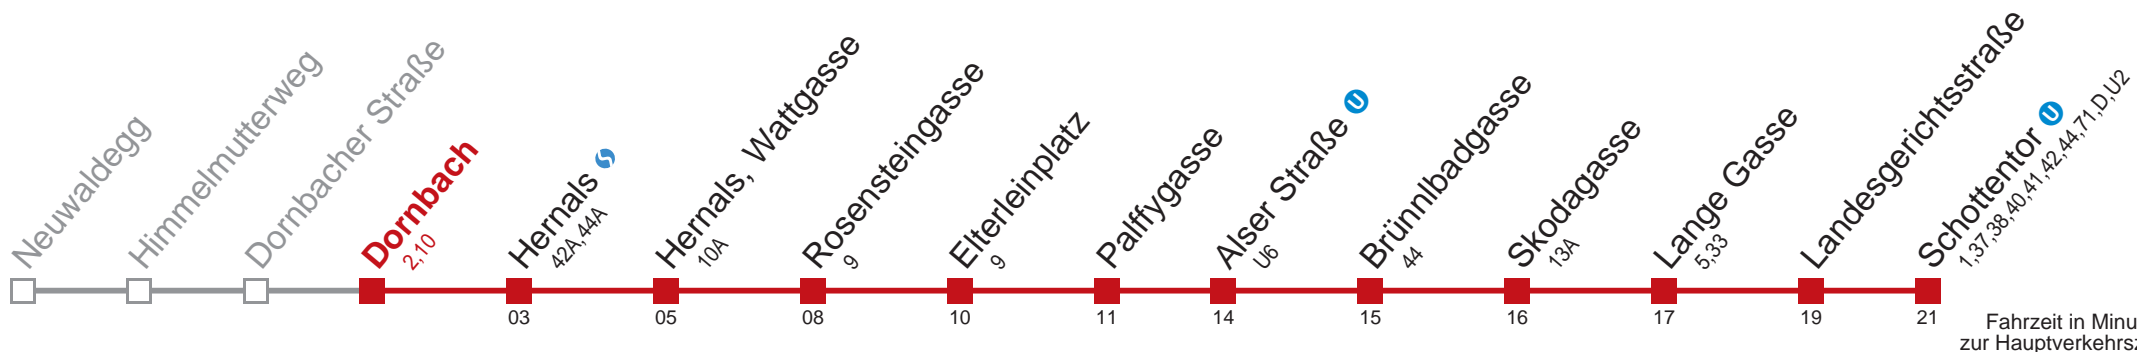 Neuwaldegg
Himmelmutterweg
Dornbacher Straße
Dornbach
2,10
Hernals
42A,44A
03
Hernals, Wattgasse
10A
05
Rosensteingasse
9
08
Elterleinplatz
9
10
Palffygasse
11
Alser Straße U
U6
14
Brünnlbadgasse
44
15
Skodagasse
13A
16
Lange Gasse
5,33
17
Landesgerichtsstraße
19
Schottentor U
1,37,38,40,41,42,44,71,D,U2
21
Fahrzeit in Minu
zur Hauptverkehrsz